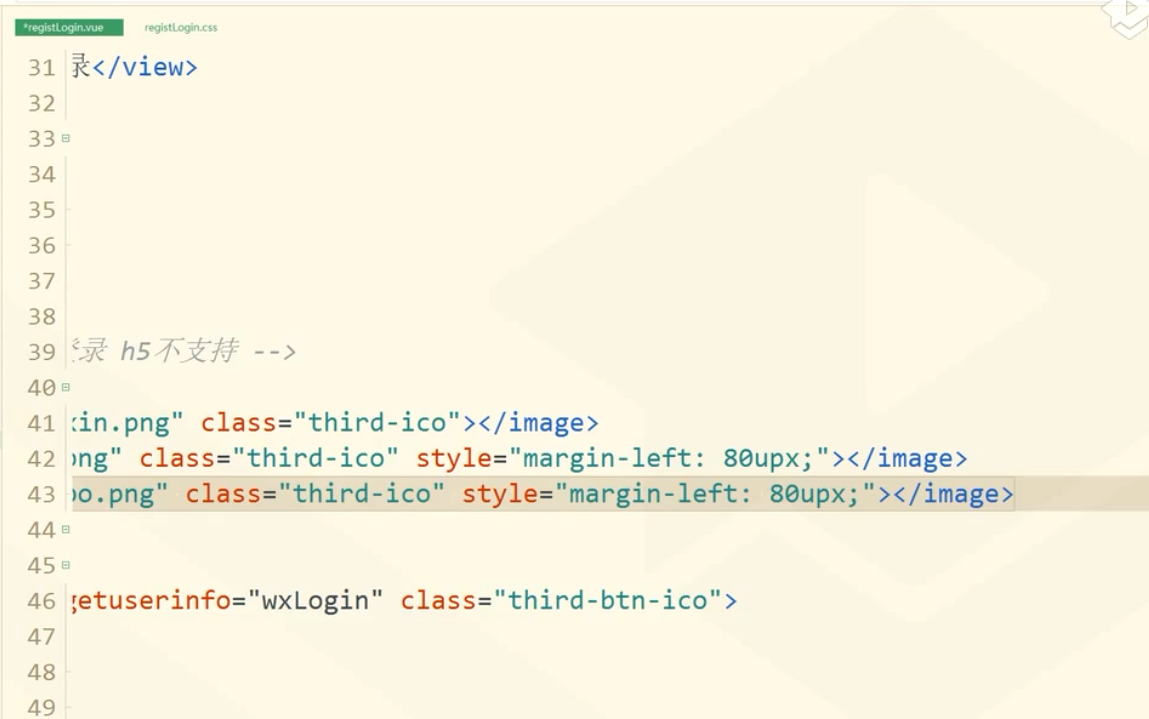 *registLogin.vue registLogin.css
31 录</view>
32
33
34
35
36
37
38
39 录 h5不支持 -->
40
41 xin.png" class="third-ico"></image>
42 png" class="third-ico" style="margin-left: 80upx;"></image>
43 bo.png" class="third-ico" style="margin-left: 80upx;"></image>
44
45
46 getuserinfo="wxLogin" class="third-btn-ico">
47
48
49